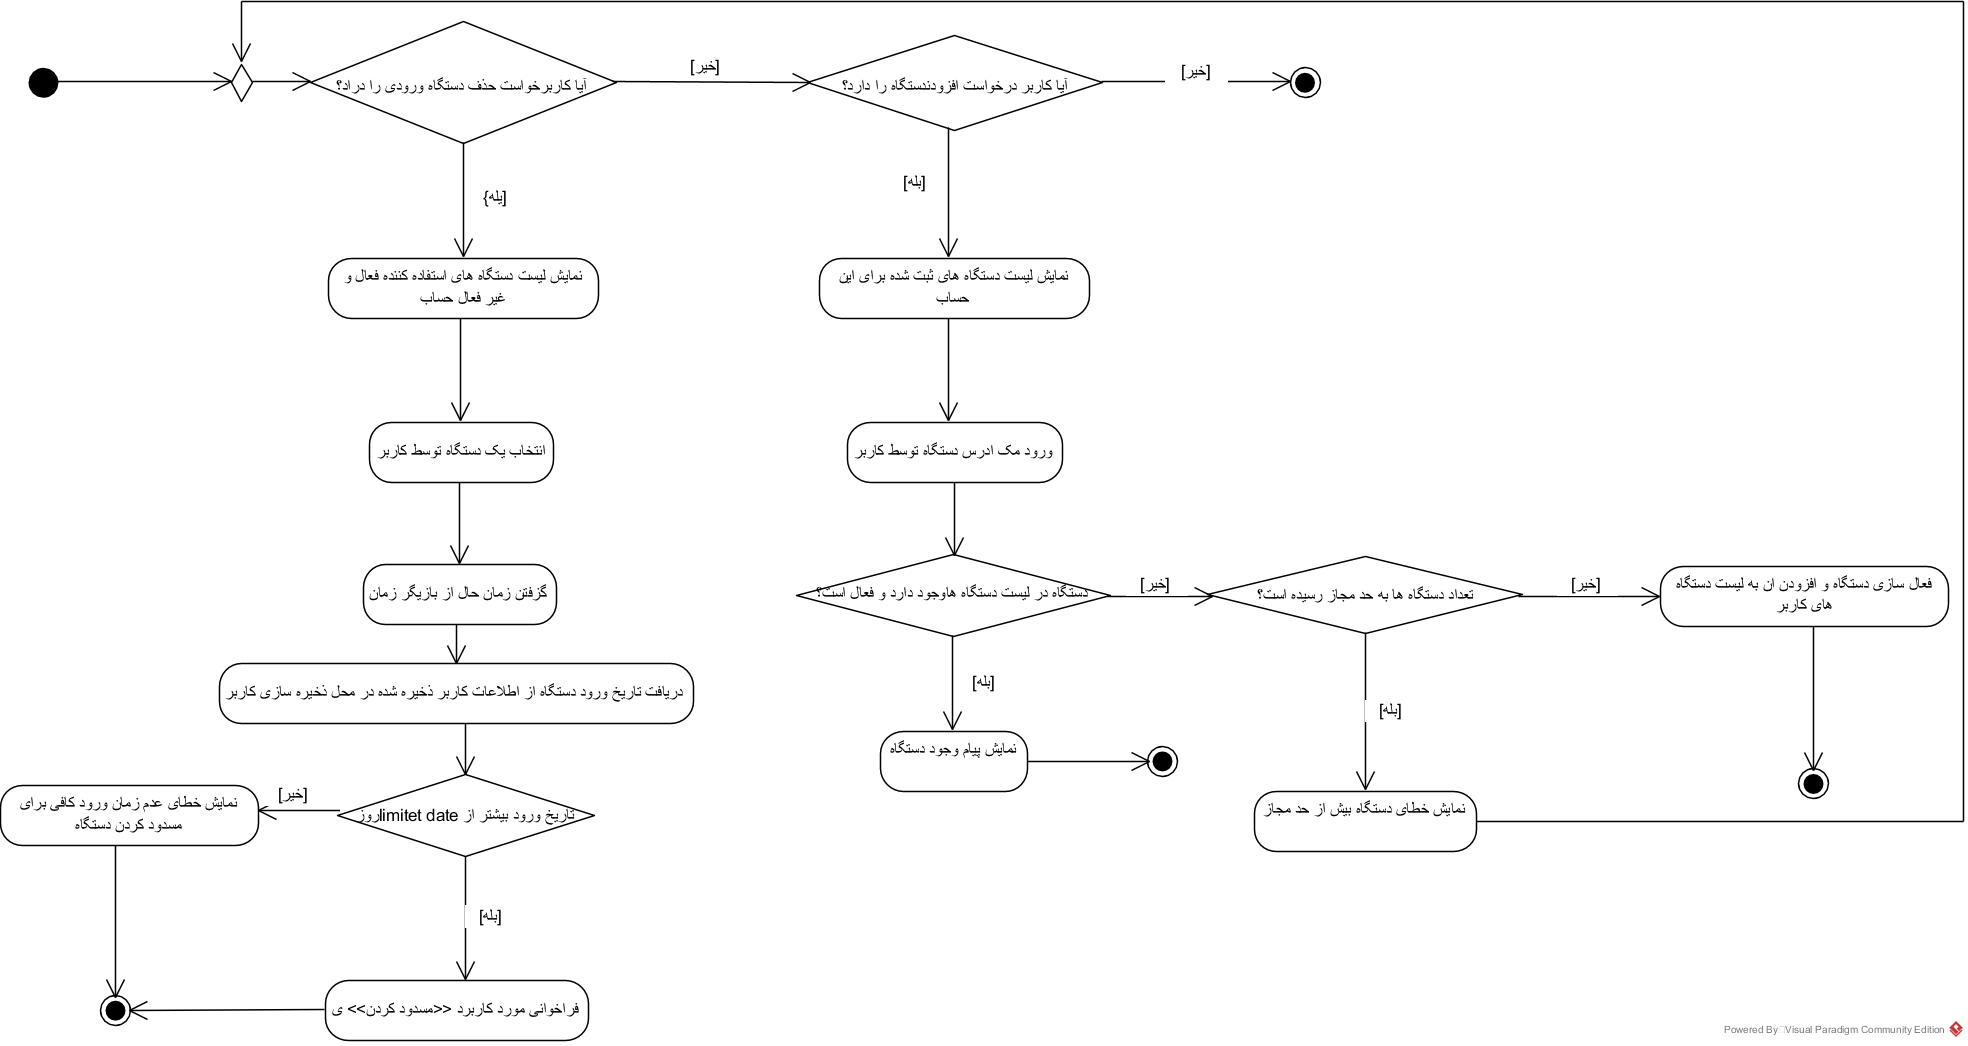 آیا کاربرخواست حذف دستگاه ورودی را دراد؟
[خیر]
آیا کاربر درخواست افزودندستگاه را دارد؟
[خیر]
[یله}
[بله]
نمایش لیست دستگاه های استفاده کننده فعال و
غیر فعال حساب
نمایش لیست دستگاه های ثبت شده برای این
حساب
انتخاب یک دستگاه توسط کاربر
ورود مک ادرس دستگاه توسط کاربر
گزفتن زمان حال از بازیگر زمان
دستگاه در لیست دستگاه هاوجود دارد و فعال است؟
[خیر]
تعداد دستگاه ها به حد مجاز رسیده است؟
[خیر]
فعال سازی دستگاه و افزودن ان به لیست دستگاه
های کاربر
دریافت تاریخ ورود دستگاه از اطلاعات کاربر ذخیره شده در محل ذخیره سازی کاربر
[بله]
[بله]
نمایش پیام وجود دستگاه
نمایش خطای دستگاه بیش از حد مجاز
[خیر]
نمایش خطای عدم زمان ورود کافی برای
مسدود کردن دستگاه
تاریخ ورود بیشتر از limitet date روز
[بله]
فراخوانی مورد کاربرد <<مسدود کردن>> ی
Powered By Visual Paradigm Community Edition